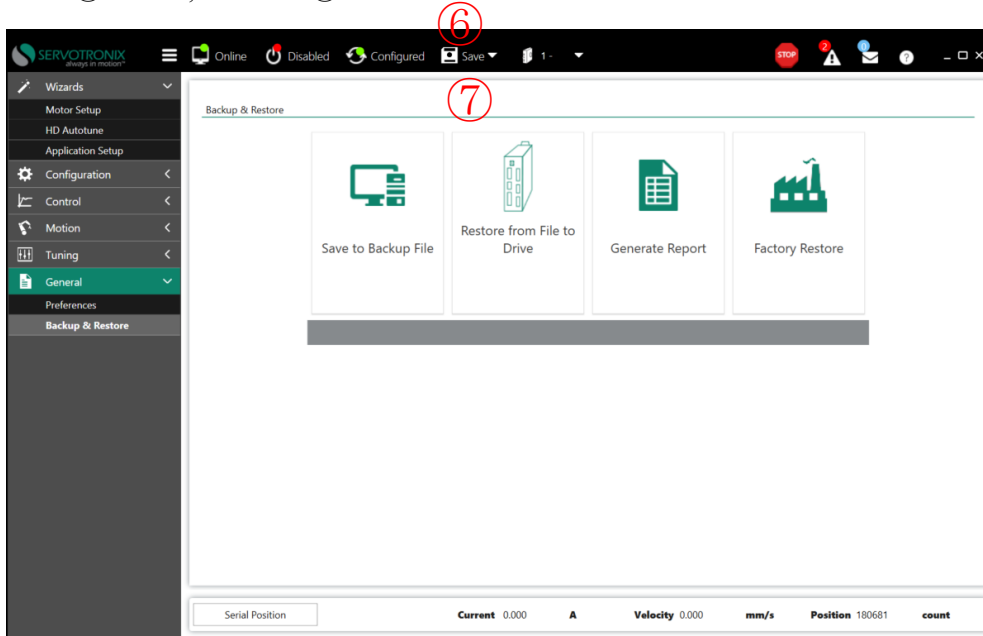 ⑥
SERVOTRONIX
always in motion™
Online
Disabled
Configured
Save
1 -
STOP
2
0
?
Wizards
Motor Setup
HD Autotune
Application Setup
Configuration
Control
Motion
Tuning
General
Preferences
Backup & Restore
⑦
Backup & Restore
Save to Backup File
Restore from File to
Drive
Generate Report
Factory Restore
Serial Position
Current 0.000 A
Velocity 0.000 mm/s
Position 180681 count